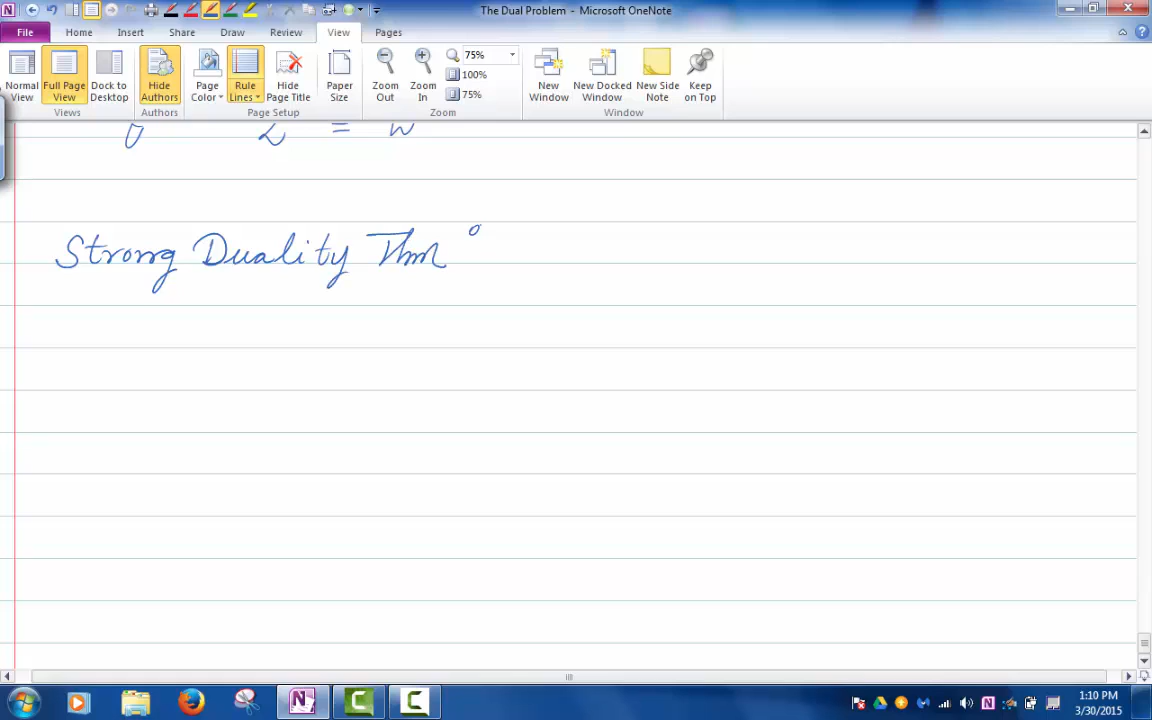 The Dual Problem - Microsoft OneNote
File Home Insert Share Draw Review View Pages
Normal View Full Page View Dock to Desktop Hide Authors Page Color Rule Lines Hide Page Title Paper Size Zoom Out Zoom In 75% 100% 75% New Window New Docked Window New Side Note Keep on Top
Views Authors Page Setup Zoom Window
= w
Strong Duality Thm
1:10 PM
3/30/2015